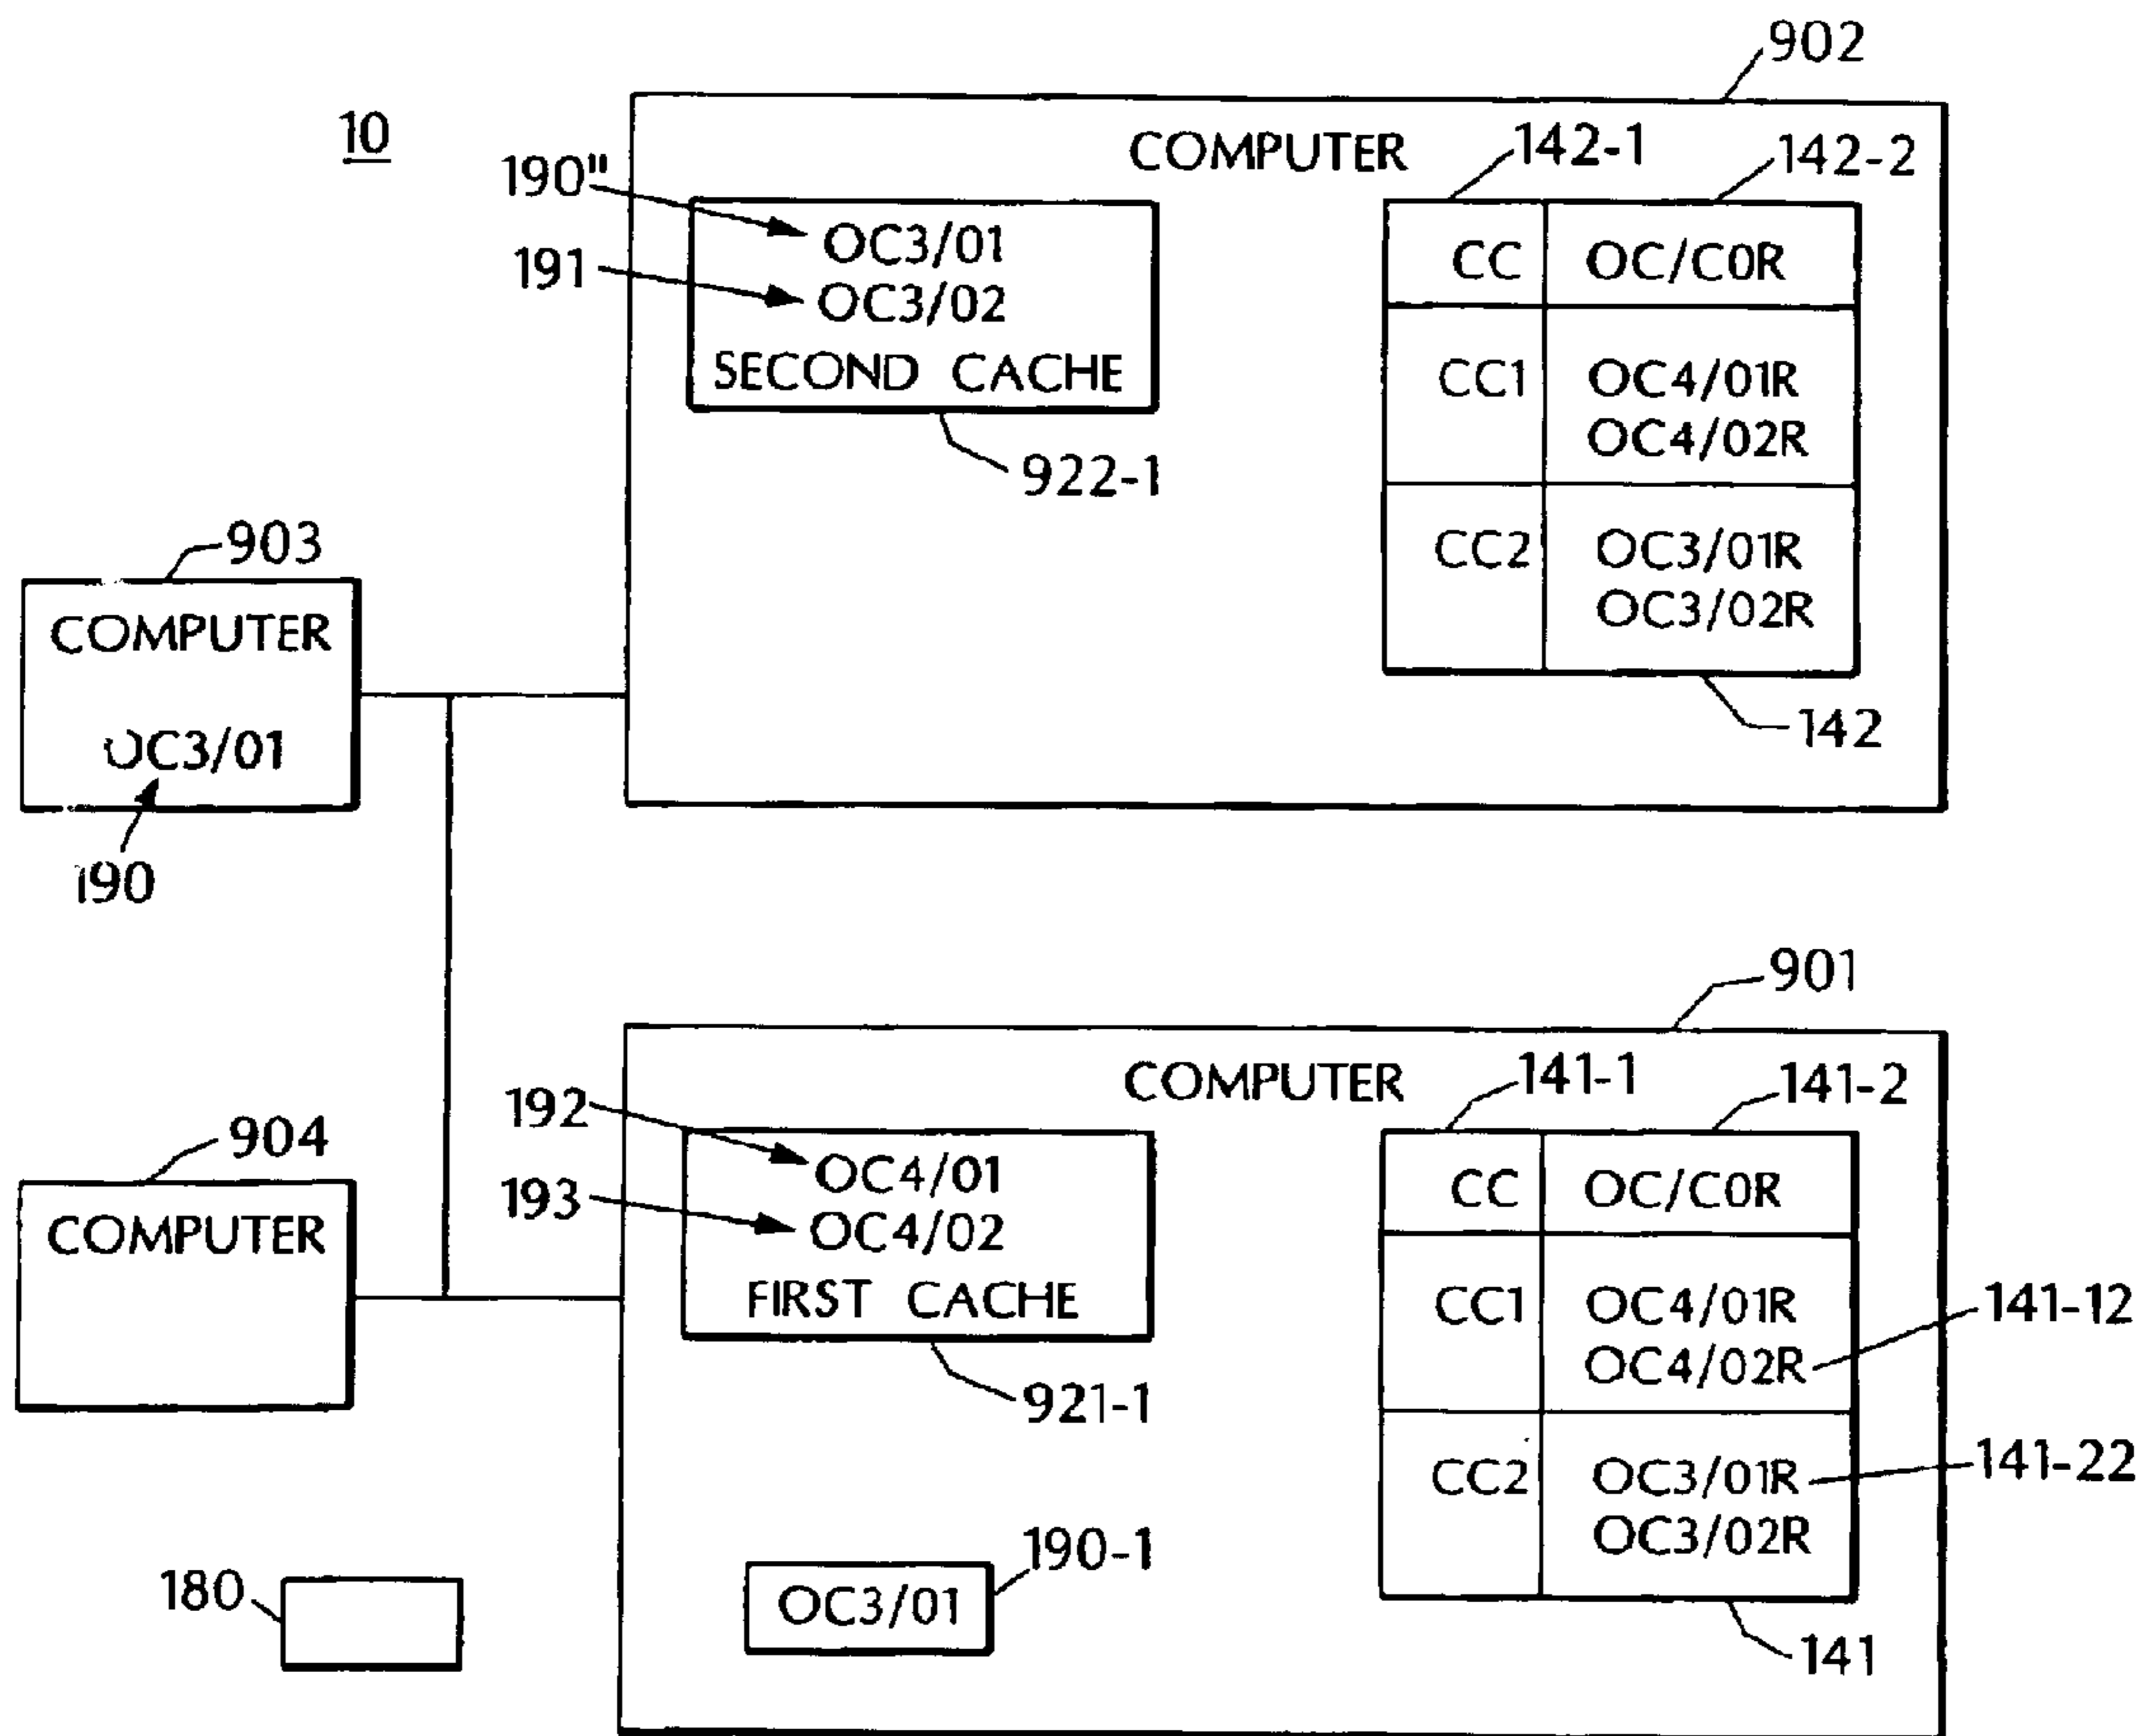 902
10
COMPUTER
142-1
142-2
190"
OC3/01
191
OC3/02
SECOND CACHE
922-1
CC OC/C0R
CC1 OC4/01R
OC4/02R
CC2 OC3/01R
OC3/02R
142
903
COMPUTER
OC3/01
190
901
COMPUTER
141-1
141-2
192
OC4/01
193
OC4/02
FIRST CACHE
921-1
CC OC/C0R
CC1 OC4/01R
OC4/02R
141-12
CC2 OC3/01R
141-22
OC3/02R
141
904
COMPUTER
190-1
OC3/01
180